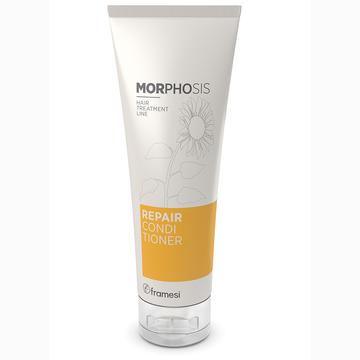 MORPHOSIS
HAIR
TREATMENT
LINE
REPAIR
CONDI
TIONER
framesi